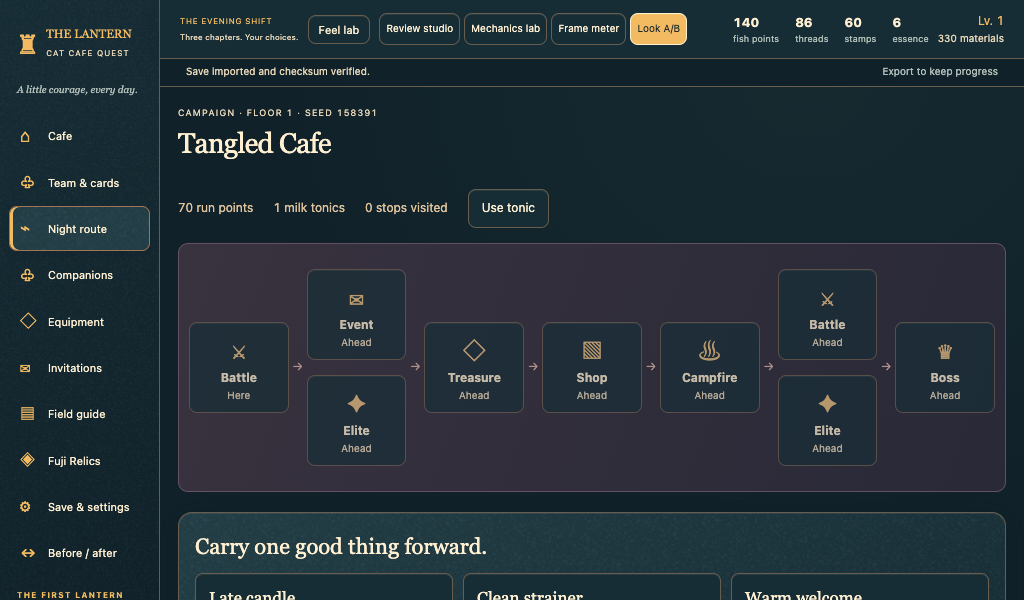 THE LANTERN
CAT CAFE QUEST
A little courage, every day.
Cafe
Team & cards
Night route
Companions
Equipment
Invitations
Field guide
Fuji Relics
Save & settings
Before / after
THE FIRST LANTERN
THE EVENING SHIFT
Three chapters. Your choices.
Feel lab
Review studio
Mechanics lab
Frame meter
Look A/B
140
fish points
86
threads
60
stamps
6
essence
Lv. 1
330 materials
Save imported and checksum verified.
Export to keep progress
CAMPAIGN · FLOOR 1 · SEED 158391
Tangled Cafe
70 run points
1 milk tonics
0 stops visited
Use tonic
Battle
Here
Event
Ahead
Elite
Ahead
Treasure
Ahead
Shop
Ahead
Campfire
Ahead
Battle
Ahead
Elite
Ahead
Boss
Ahead
Carry one good thing forward.
Late candle
Clean strainer
Warm welcome